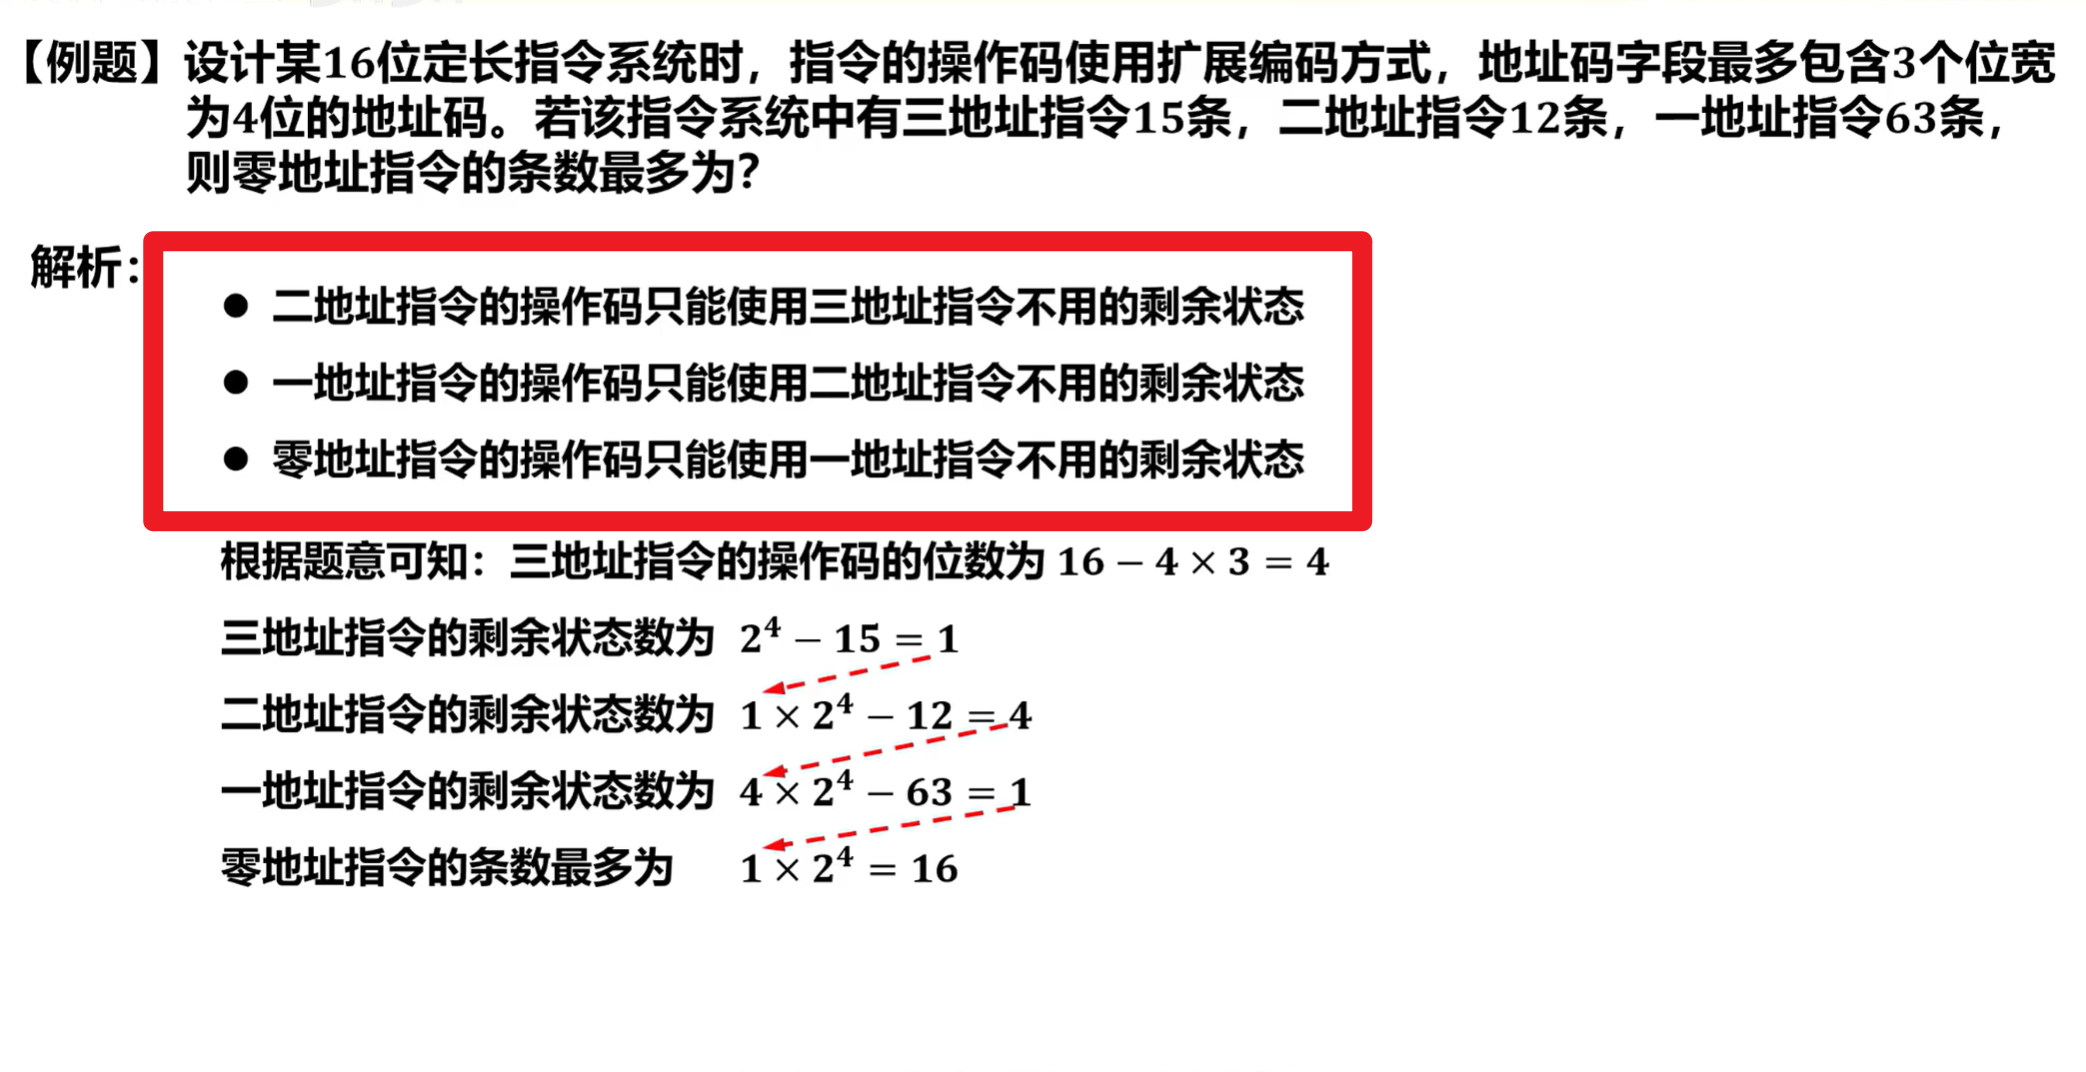 【例题】设计某16位定长指令系统时，指令的操作码使用扩展编码方式，地址码字段最多包含3个位宽
为4位的地址码。若该指令系统中有三地址指令15条，二地址指令12条，一地址指令63条，
则零地址指令的条数最多为？
解析：
● 二地址指令的操作码只能使用三地址指令不用的剩余状态
● 一地址指令的操作码只能使用二地址指令不用的剩余状态
● 零地址指令的操作码只能使用一地址指令不用的剩余状态
根据题意可知：三地址指令的操作码的位数为 16 − 4 × 3 = 4
三地址指令的剩余状态数为 2⁴ − 15 = 1
二地址指令的剩余状态数为 1 × 2⁴ − 12 = 4
一地址指令的剩余状态数为 4 × 2⁴ − 63 = 1
零地址指令的条数最多为 1 × 2⁴ = 16